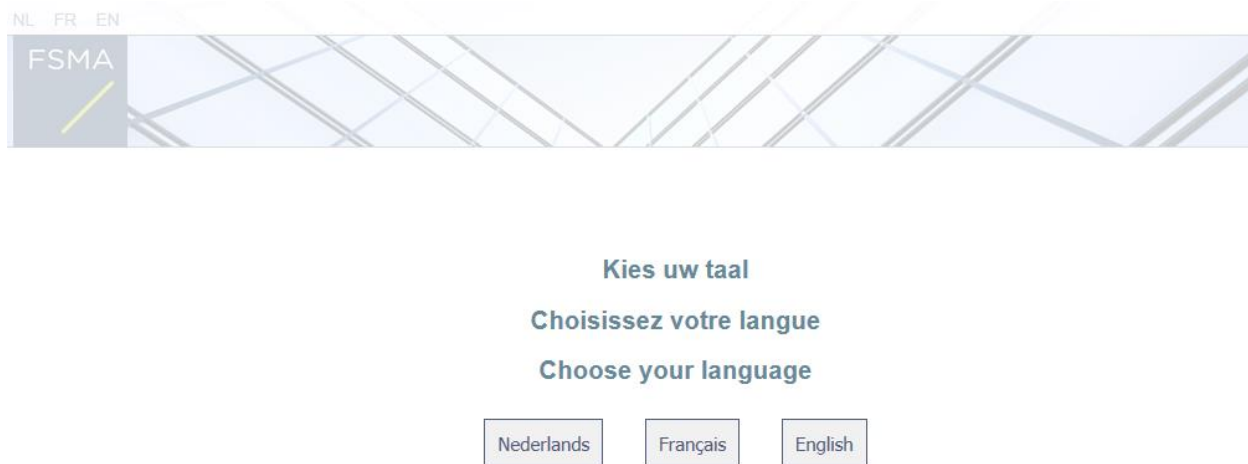 NL FR EN
FSMA
Kies uw taal
Choisissez votre langue
Choose your language
Nederlands Français English